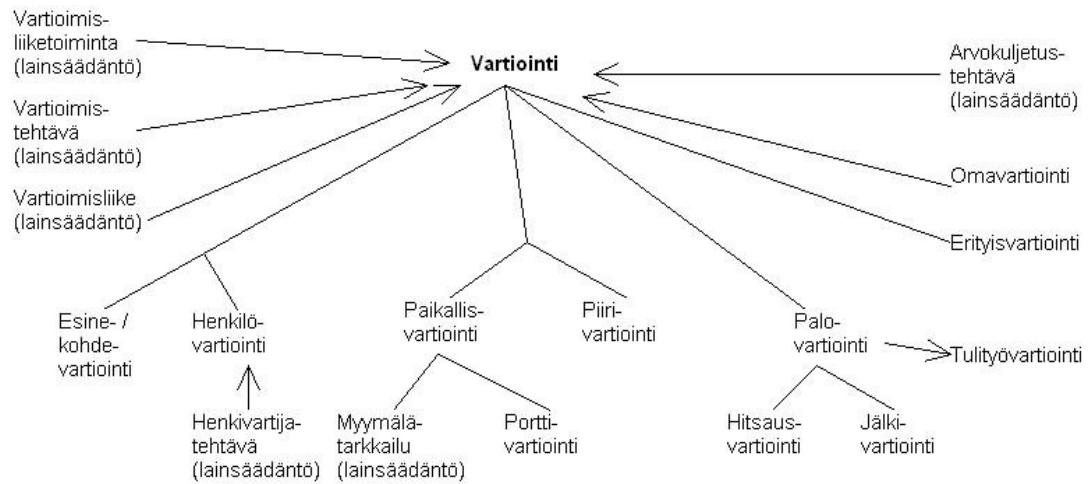 Vartioimis-
liiketoiminta
(lainsäädäntö)
Vartiointi
Arvokuljetus-
tehtävä
(lainsäädäntö)
Vartioimis-
tehtävä
(lainsäädäntö)
Omavartiointi
Vartioimisliike
(lainsäädäntö)
Erityisvartiointi
Esine- /
kohde-
vartiointi
Henkilö-
vartiointi
Paikallis-
vartiointi
Piiri-
vartiointi
Palo-
vartiointi
Tulityövartiointi
Henkivartija-
tehtävä
(lainsäädäntö)
Myymälä-
tarkkailu
(lainsäädäntö)
Portti-
vartiointi
Hitsaus-
vartiointi
Jälki-
vartiointi